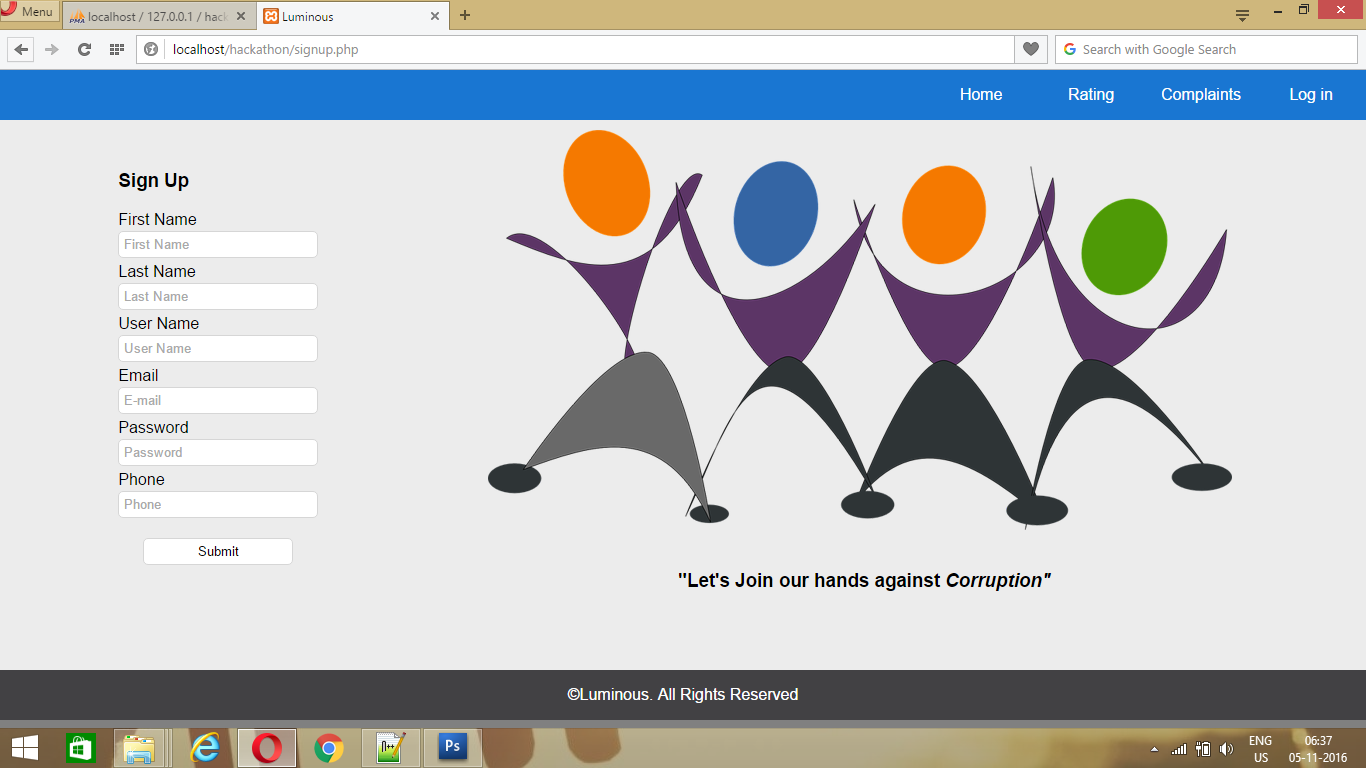 Menu
localhost / 127.0.0.1 / hack
Luminous
localhost/hackathon/signup.php
Search with Google Search
Home
Rating
Complaints
Log in
Sign Up
First Name
First Name
Last Name
Last Name
User Name
User Name
Email
E-mail
Password
Password
Phone
Phone
Submit
"Let's Join our hands against Corruption"
©Luminous. All Rights Reserved
Ps
ENG
06:37
US
05-11-2016